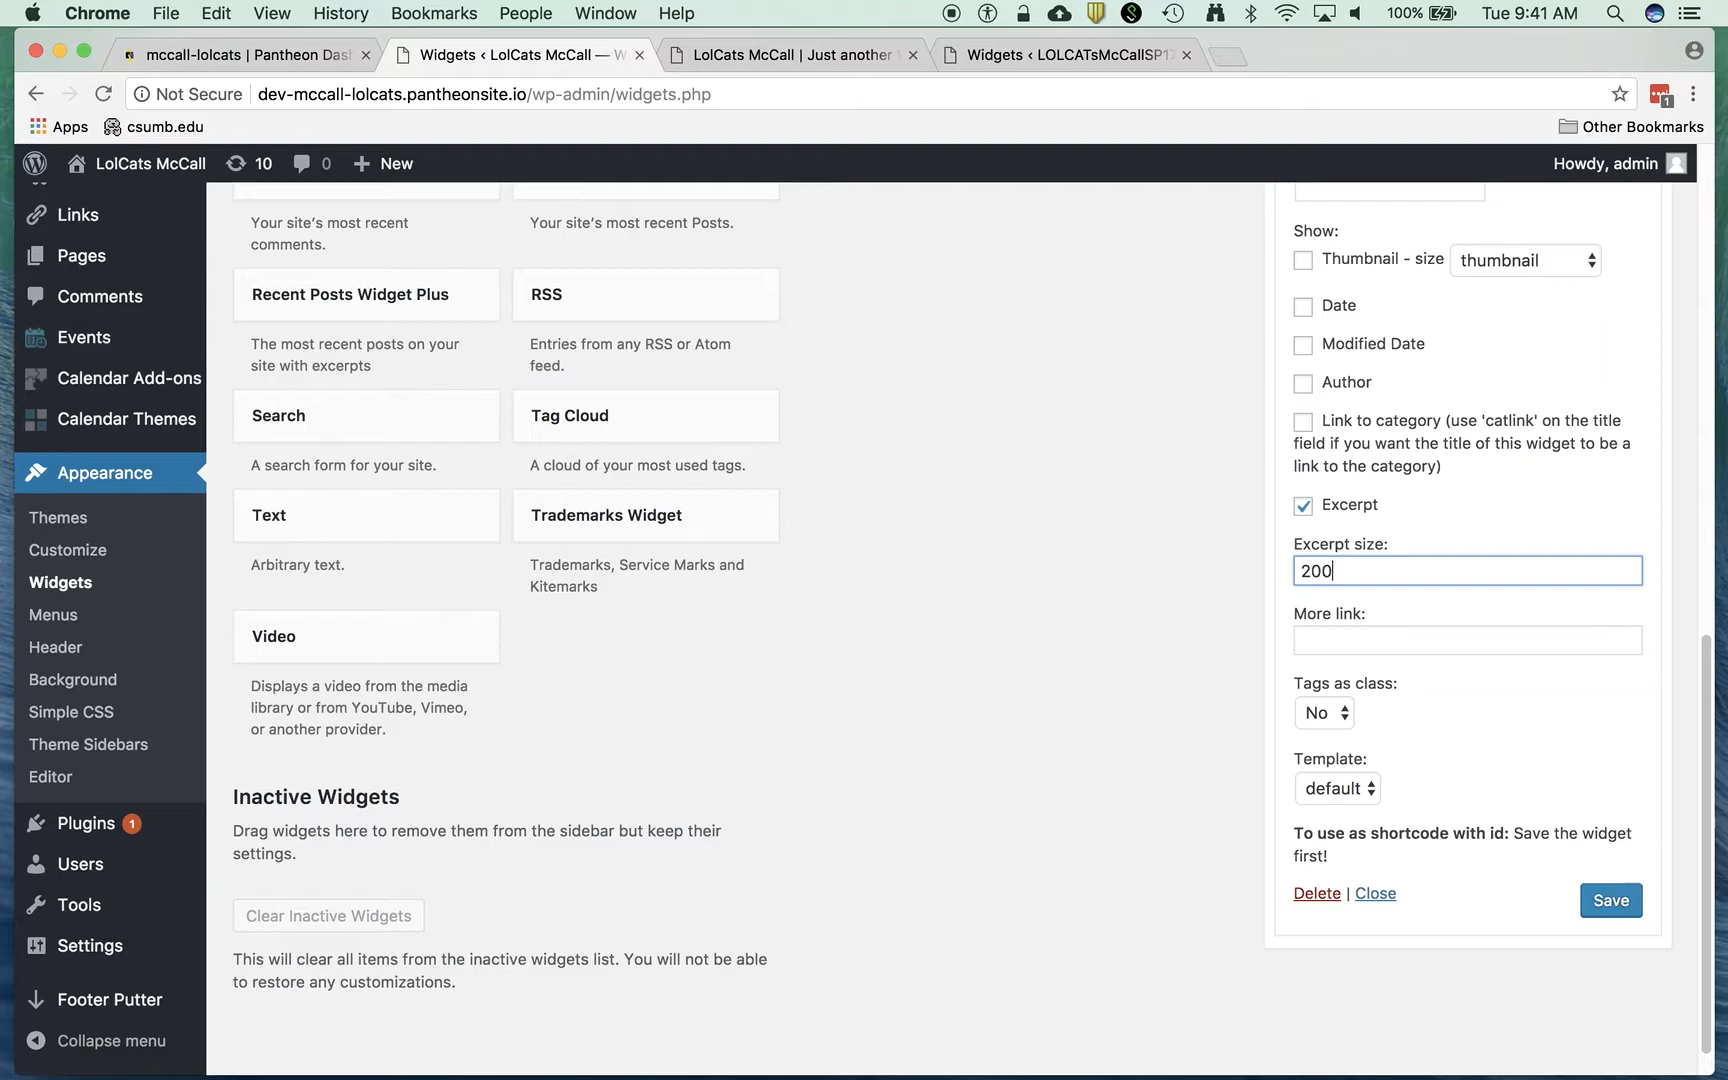 Chrome File Edit View History Bookmarks People Window Help 100% Tue 9:41 AM
mccall-lolcats | Pantheon Das
Widgets ‹ LolCats McCall — W
LolCats McCall | Just another
Widgets ‹ LOLCATsMcCallSP17
Not Secure dev-mccall-lolcats.pantheonsite.io/wp-admin/widgets.php
1
Apps csumb.edu Other Bookmarks
LolCats McCall 10 0 New Howdy, admin
Links
Pages
Comments
Events
Calendar Add-ons
Calendar Themes
Appearance
Themes
Customize
Widgets
Menus
Header
Background
Simple CSS
Theme Sidebars
Editor
Plugins 1
Users
Tools
Settings
Footer Putter
Collapse menu
Your site's most recent
comments.
Your site's most recent Posts.
Recent Posts Widget Plus
The most recent posts on your
site with excerpts
RSS
Entries from any RSS or Atom
feed.
Search
A search form for your site.
Tag Cloud
A cloud of your most used tags.
Text
Arbitrary text.
Trademarks Widget
Trademarks, Service Marks and
Kitemarks
Video
Displays a video from the media
library or from YouTube, Vimeo,
or another provider.
Inactive Widgets
Drag widgets here to remove them from the sidebar but keep their
settings.
Clear Inactive Widgets
This will clear all items from the inactive widgets list. You will not be able
to restore any customizations.
Show:
Thumbnail - size thumbnail
Date
Modified Date
Author
Link to category (use 'catlink' on the title
field if you want the title of this widget to be a
link to the category)
Excerpt
Excerpt size:
200
More link:
Tags as class:
No
Template:
default
To use as shortcode with id: Save the widget
first!
Delete | Close
Save